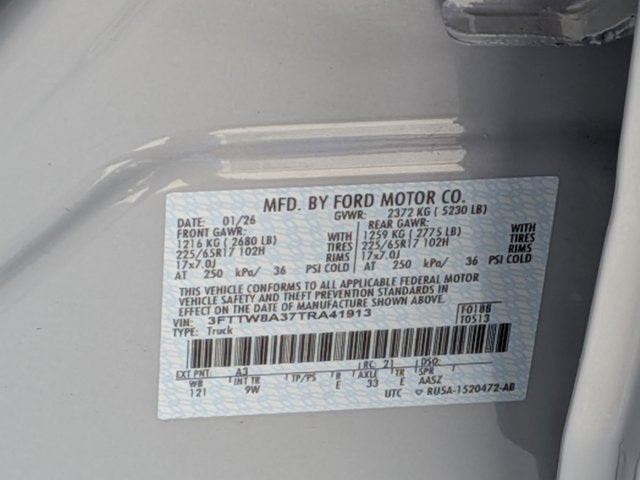 MFD. BY FORD MOTOR CO.
DATE: 01/26 GVWR: 2372 KG ( 5230 LB)
FRONT GAWR: REAR GAWR:
1216 KG ( 2680 LB) WITH 1259 KG ( 2775 LB) WITH
225/65R17 102H TIRES 225/65R17 102H TIRES
17x7.0J RIMS 17x7.0J RIMS
AT 250 kPa/ 36 PSI COLD AT 250 kPa/ 36 PSI COLD
THIS VEHICLE CONFORMS TO ALL APPLICABLE FEDERAL MOTOR
VEHICLE SAFETY AND THEFT PREVENTION STANDARDS IN EFFECT ON THE
DATE OF MANUFACTURE SHOWN ABOVE.
VIN: 3FTTW8A37TRA41913 F0188
TYPE: Truck T0513
EXT PNT: A3 RC: 21 DSO:
WB INT TR TP/PS R AXLE TR SPR
121 9W E 33 E AASZ
UTC ▽ RUSA-1520472-AB